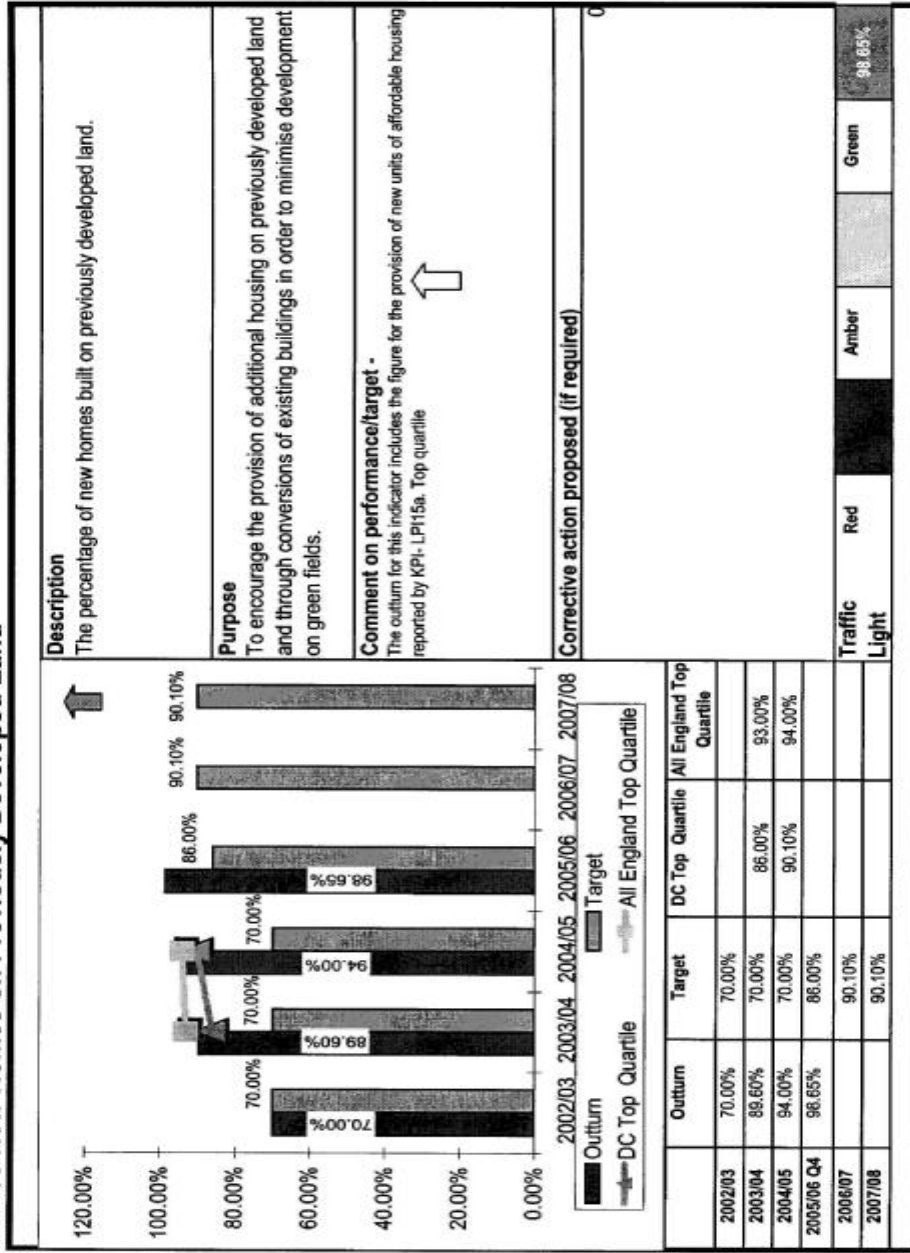 Description
The percentage of new homes built on previously developed land.
Purpose
To encourage the provision of additional housing on previously developed land
and through conversions of existing buildings in order to minimise development
on green fields.
Comment on performance/target -
The outturn for this indicator includes the figure for the provision of new units of affordable housing
reported by KPI- LPI15a. Top quartile
Corrective action proposed (if required)
0
120.00%
100.00%
80.00%
60.00%
40.00%
20.00%
0.00%
70.00%
70.00%
89.60%
70.00%
94.00%
70.00%
98.65%
86.00%
90.10%
90.10%
2002/03 2003/04 2004/05 2005/06 2006/07 2007/08
Outturn Target
DC Top Quartile All England Top Quartile
Outturn Target DC Top Quartile All England Top
Quartile
2002/03 70.00% 70.00%
2003/04 89.60% 70.00% 86.00% 93.00%
2004/05 94.00% 70.00% 90.10% 94.00%
2005/06 Q4 98.65% 86.00%
2006/07 90.10%
2007/08 90.10%
Traffic
Light Red Amber Green 98.65%